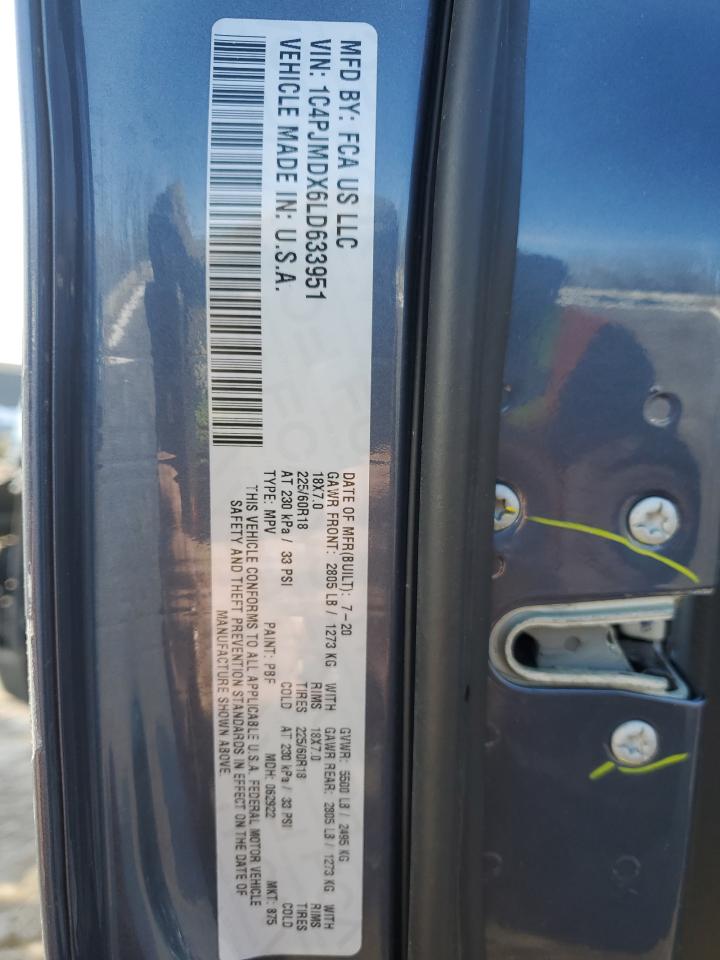 MFD BY: FCA US LLC
VIN: 1C4PJMDX6LD633951
VEHICLE MADE IN: U.S.A.
DATE OF MFR(BUILT): 7-20 GVWR: 5500 LB / 2495 KG
GAWR FRONT: 2805 LB / 1273 KG WITH GAWR REAR: 2805 LB / 1273 KG WITH
18X7.0 RIMS 18X7.0 RIMS
225/60R18 TIRES 225/60R18 TIRES
AT 230 kPa / 33 PSI COLD AT 230 kPa / 33 PSI COLD
TYPE: MPV PAINT: PBF MDH: 062922 MKT: 875
THIS VEHICLE CONFORMS TO ALL APPLICABLE U.S.A. FEDERAL MOTOR VEHICLE
SAFETY AND THEFT PREVENTION STANDARDS IN EFFECT ON THE DATE OF
MANUFACTURE SHOWN ABOVE.